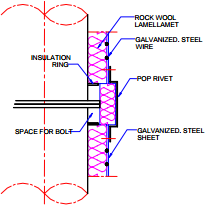 ROCK WOOL
LAMELLAMET
GALVANIZED. STEEL
WIRE
INSULATION
RING
POP RIVET
SPACE FOR BOLT
GALVANIZED. STEEL
SHEET